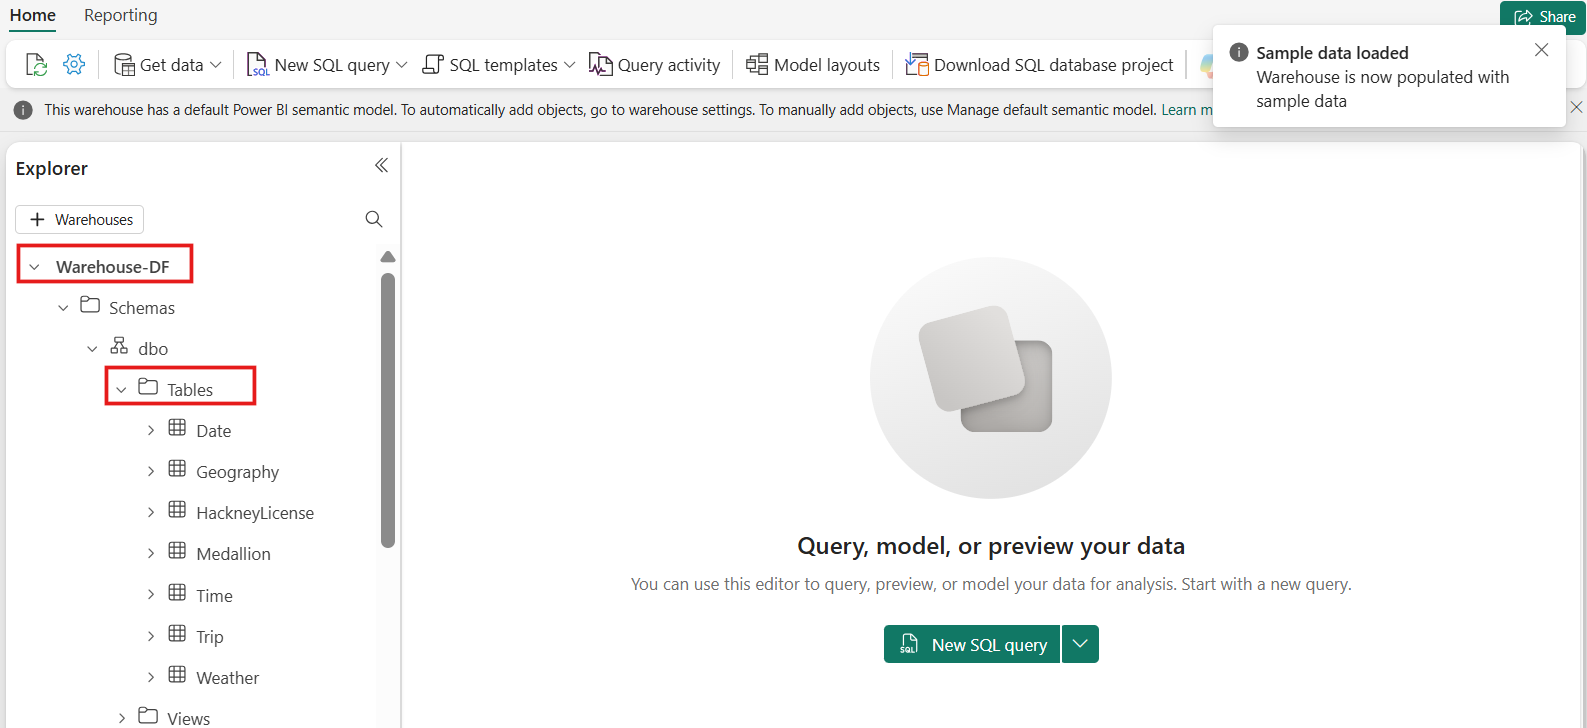 Home Reporting
Share
Get data New SQL query SQL templates Query activity Model layouts Download SQL database project
Sample data loaded
Warehouse is now populated with
sample data
This warehouse has a default Power BI semantic model. To automatically add objects, go to warehouse settings. To manually add objects, use Manage default semantic model. Learn m
Explorer
Warehouses
Warehouse-DF
Schemas
dbo
Tables
Date
Geography
HackneyLicense
Medallion
Time
Trip
Weather
Views
Query, model, or preview your data
You can use this editor to query, preview, or model your data for analysis. Start with a new query.
New SQL query